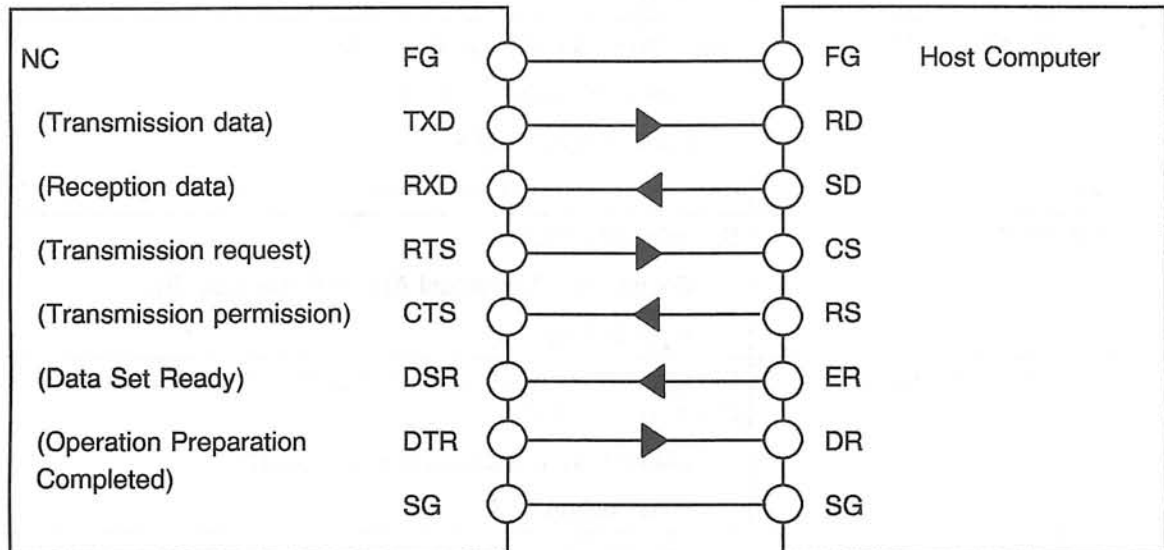 NC FG FG Host Computer
(Transmission data) TXD RD
(Reception data) RXD SD
(Transmission request) RTS CS
(Transmission permission) CTS RS
(Data Set Ready) DSR ER
(Operation Preparation DTR DR
Completed)
SG SG